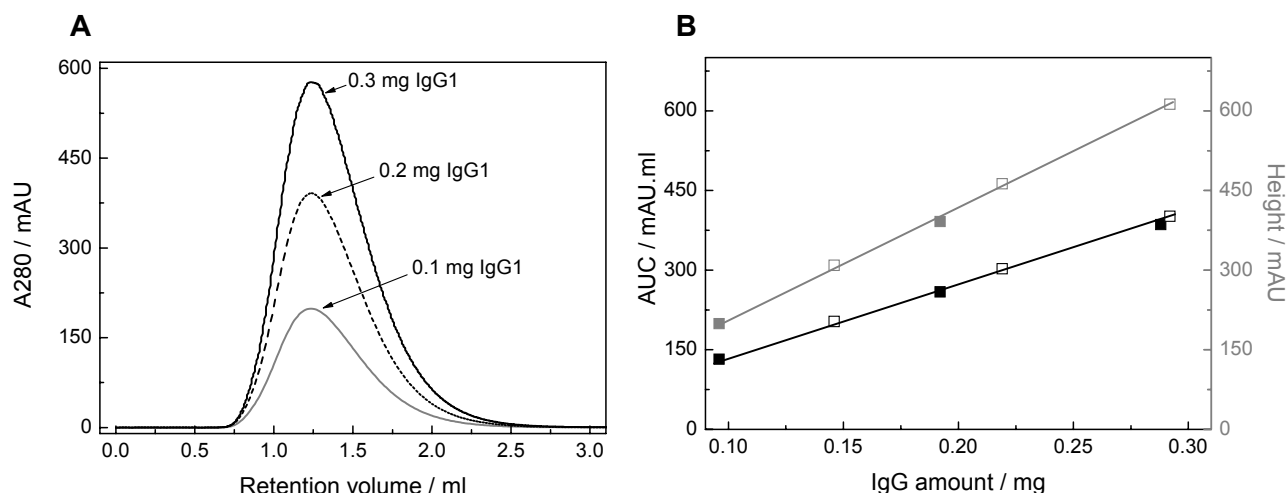 A
600
450
300
150
0
A280 / mAU
0.3 mg IgG1
0.2 mg IgG1
0.1 mg IgG1
0.0 0.5 1.0 1.5 2.0 2.5 3.0
Retention volume / ml
B
600
450
300
150
0
AUC / mAU.ml
600
450
300
150
0
Height / mAU
0.10 0.15 0.20 0.25 0.30
IgG amount / mg